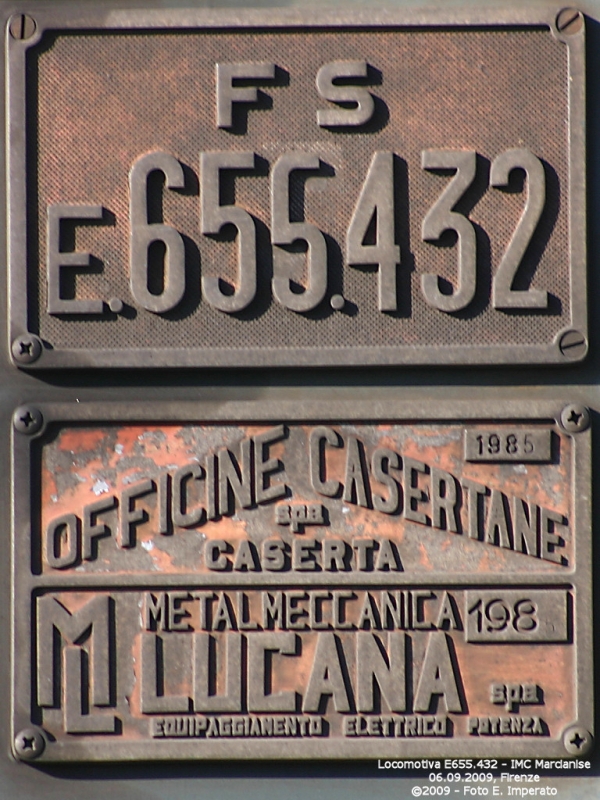 FS
E.655.432
1985
OFFICINE CASERTANE
SpA
CASERTA
ML
METALMECCANICA
198
LUCANA
SpA
EQUIPAGGIAMENTO ELETTRICO POTENZA
Locomotiva E655.432 - IMC Mardanise
06.09.2009, Firenze
©2009 - Foto E. Imperato